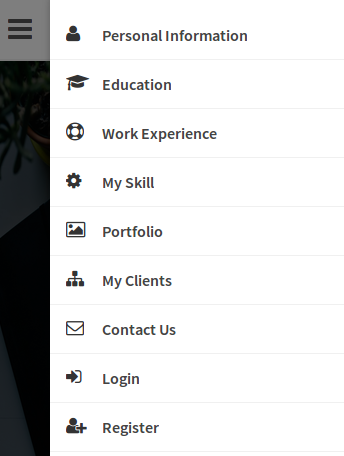 Personal Information
Education
Work Experience
My Skill
Portfolio
My Clients
Contact Us
Login
Register